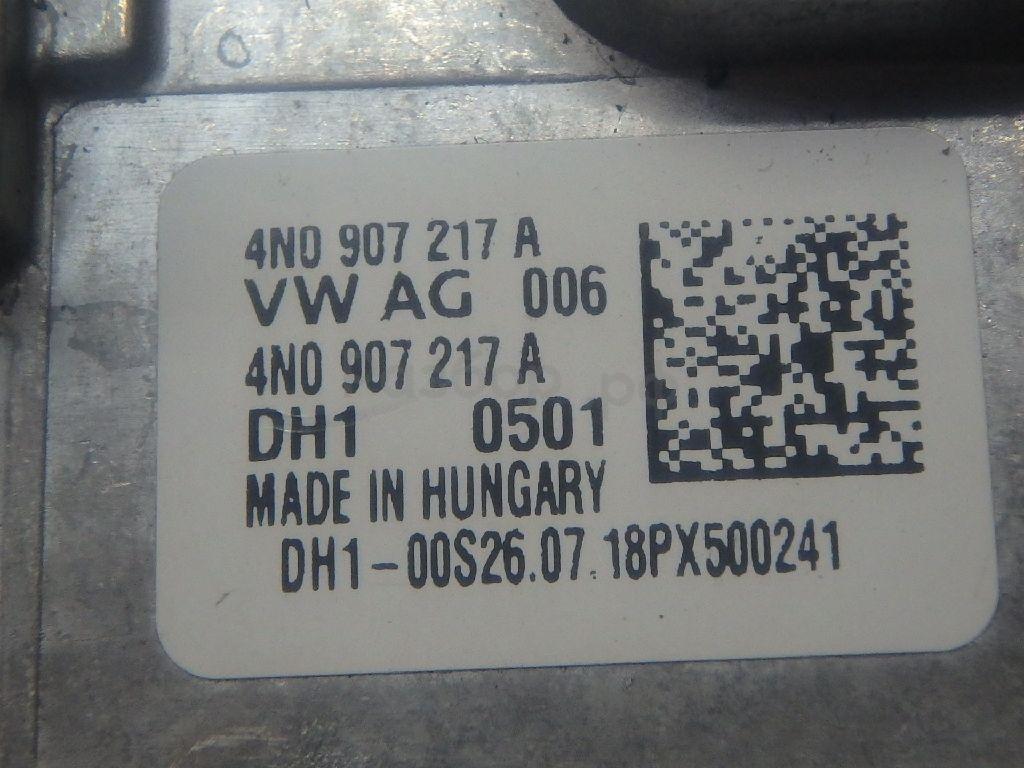 4N0 907 217 A
VW AG 006
4N0 907 217 A
DH1 0501
MADE IN HUNGARY
DH1-00S26.07.18PX500241